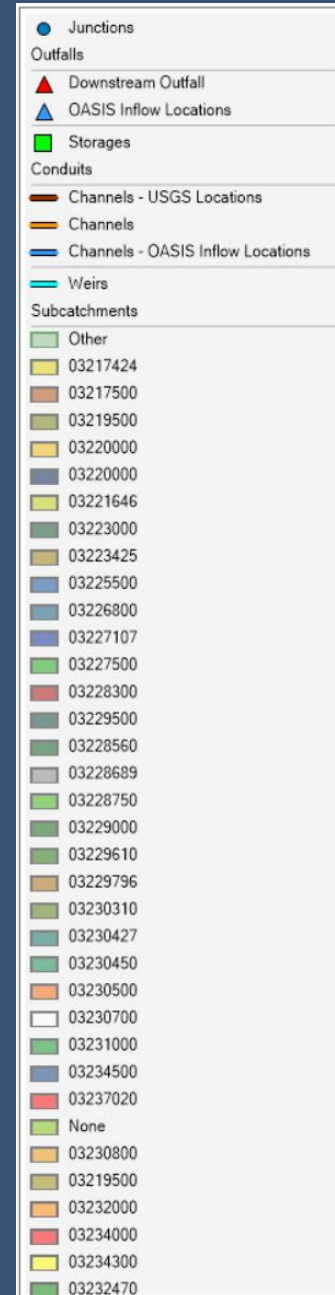 Junctions
Outfalls
Downstream Outfall
OASIS Inflow Locations
Storages
Conduits
Channels - USGS Locations
Channels
Channels - OASIS Inflow Locations
Weirs
Subcatchments
Other
03217424
03217500
03219500
03220000
03220000
03221646
03223000
03223425
03225500
03226800
03227107
03227500
03228300
03229500
03228560
03228689
03228750
03229000
03229610
03229796
03230310
03230427
03230450
03230500
03230700
03231000
03234500
03237020
None
03230800
03219500
03232000
03234000
03234300
03232470